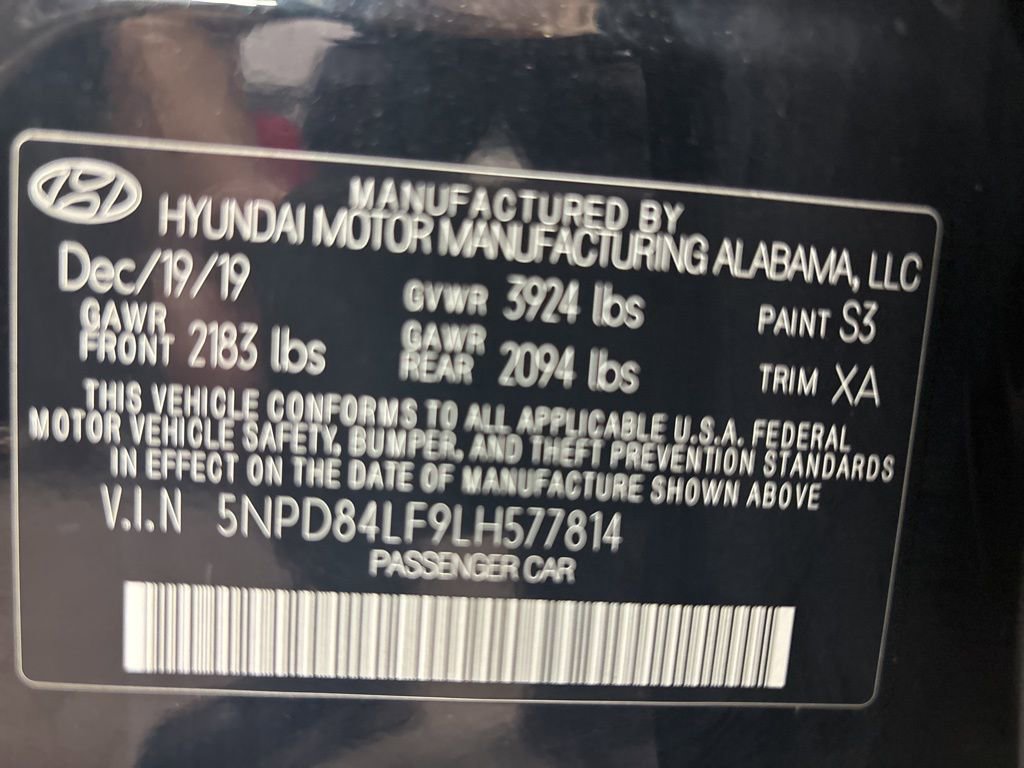 MANUFACTURED BY
HYUNDAI MOTOR MANUFACTURING ALABAMA, LLC
Dec/19/19 GVWR 3924 lbs PAINT S3
GAWR FRONT 2183 lbs GAWR REAR 2094 lbs TRIM XA
THIS VEHICLE CONFORMS TO ALL APPLICABLE U.S.A. FEDERAL
MOTOR VEHICLE SAFETY, BUMPER, AND THEFT PREVENTION STANDARDS
IN EFFECT ON THE DATE OF MANUFACTURE SHOWN ABOVE
V.I.N 5NPD84LF9LH577814
PASSENGER CAR